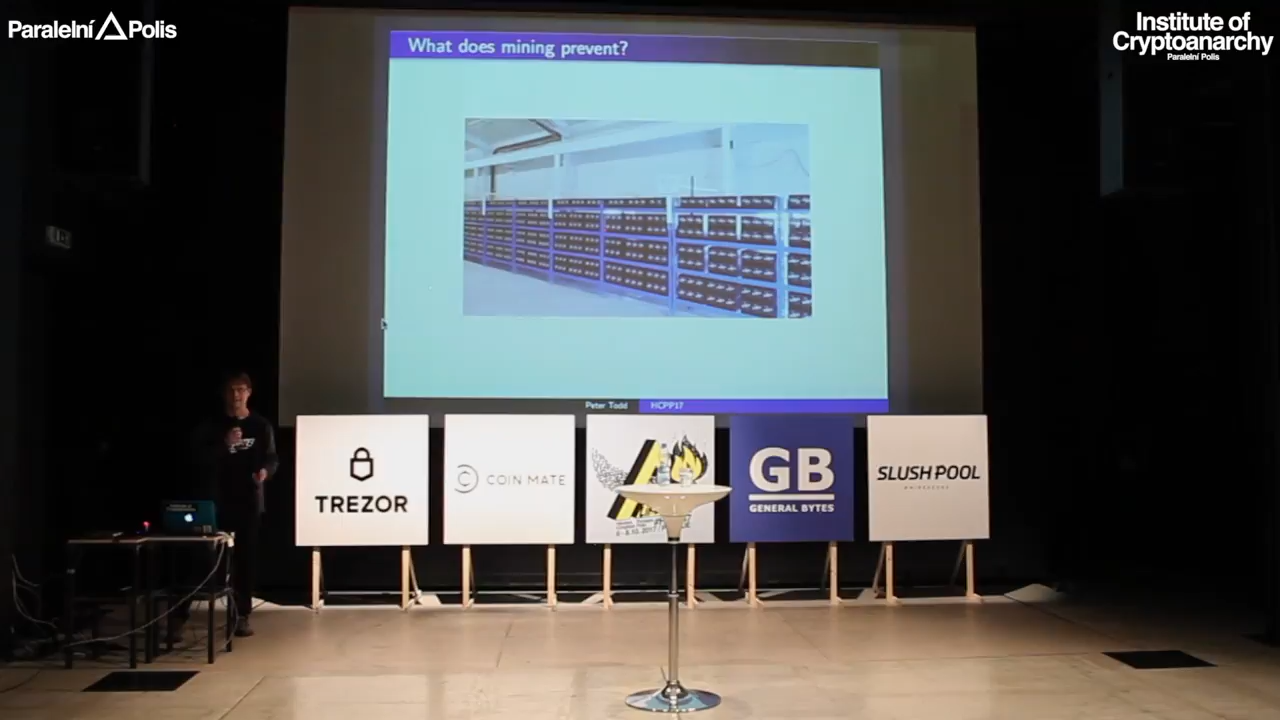 Paralelní Polis
Institute of
Cryptoanarchy
Paralelní Polis
What does mining prevent?
Peter Todd
HCPP17
TREZOR
COIN MATE
GB
GENERAL BYTES
SLUSH POOL